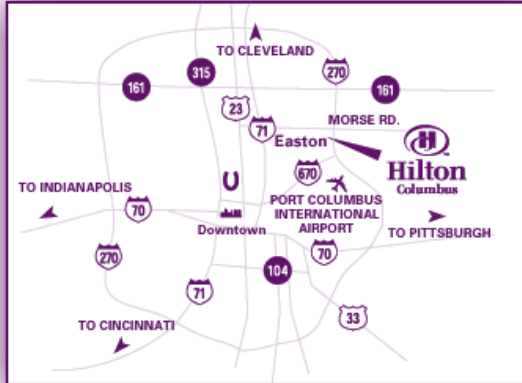 TO CLEVELAND
315
270
161
161
23
MORSE RD.
71
Easton
H
Hilton
Columbus
670
TO INDIANAPOLIS
70
Downtown
PORT COLUMBUS
INTERNATIONAL
AIRPORT
TO PITTSBURGH
70
270
104
71
33
TO CINCINNATI